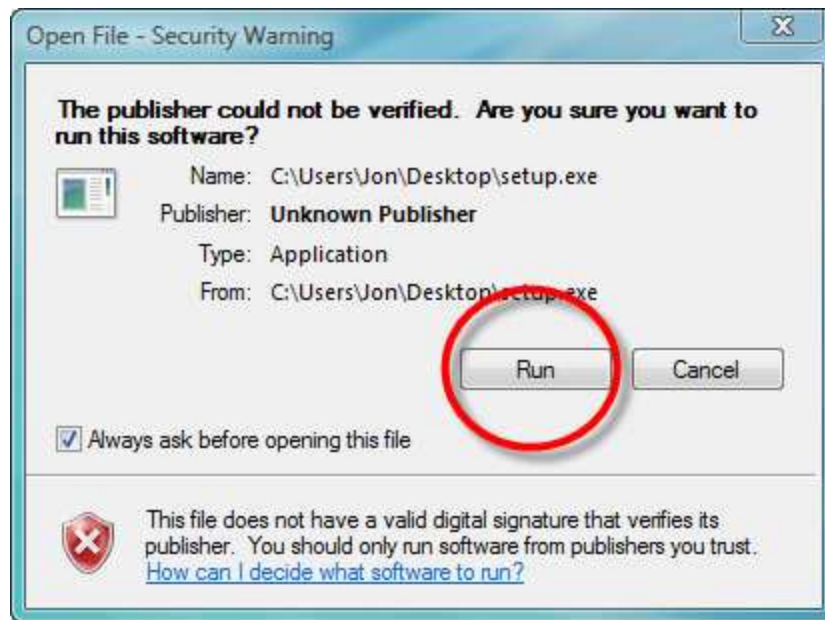 Open File - Security Warning
The publisher could not be verified. Are you sure you want to
run this software?
Name: C:\Users\Jon\Desktop\setup.exe
Publisher: Unknown Publisher
Type: Application
From: C:\Users\Jon\Desktop\setup.exe
Run Cancel
Always ask before opening this file
This file does not have a valid digital signature that verifies its
publisher. You should only run software from publishers you trust.
How can I decide what software to run?